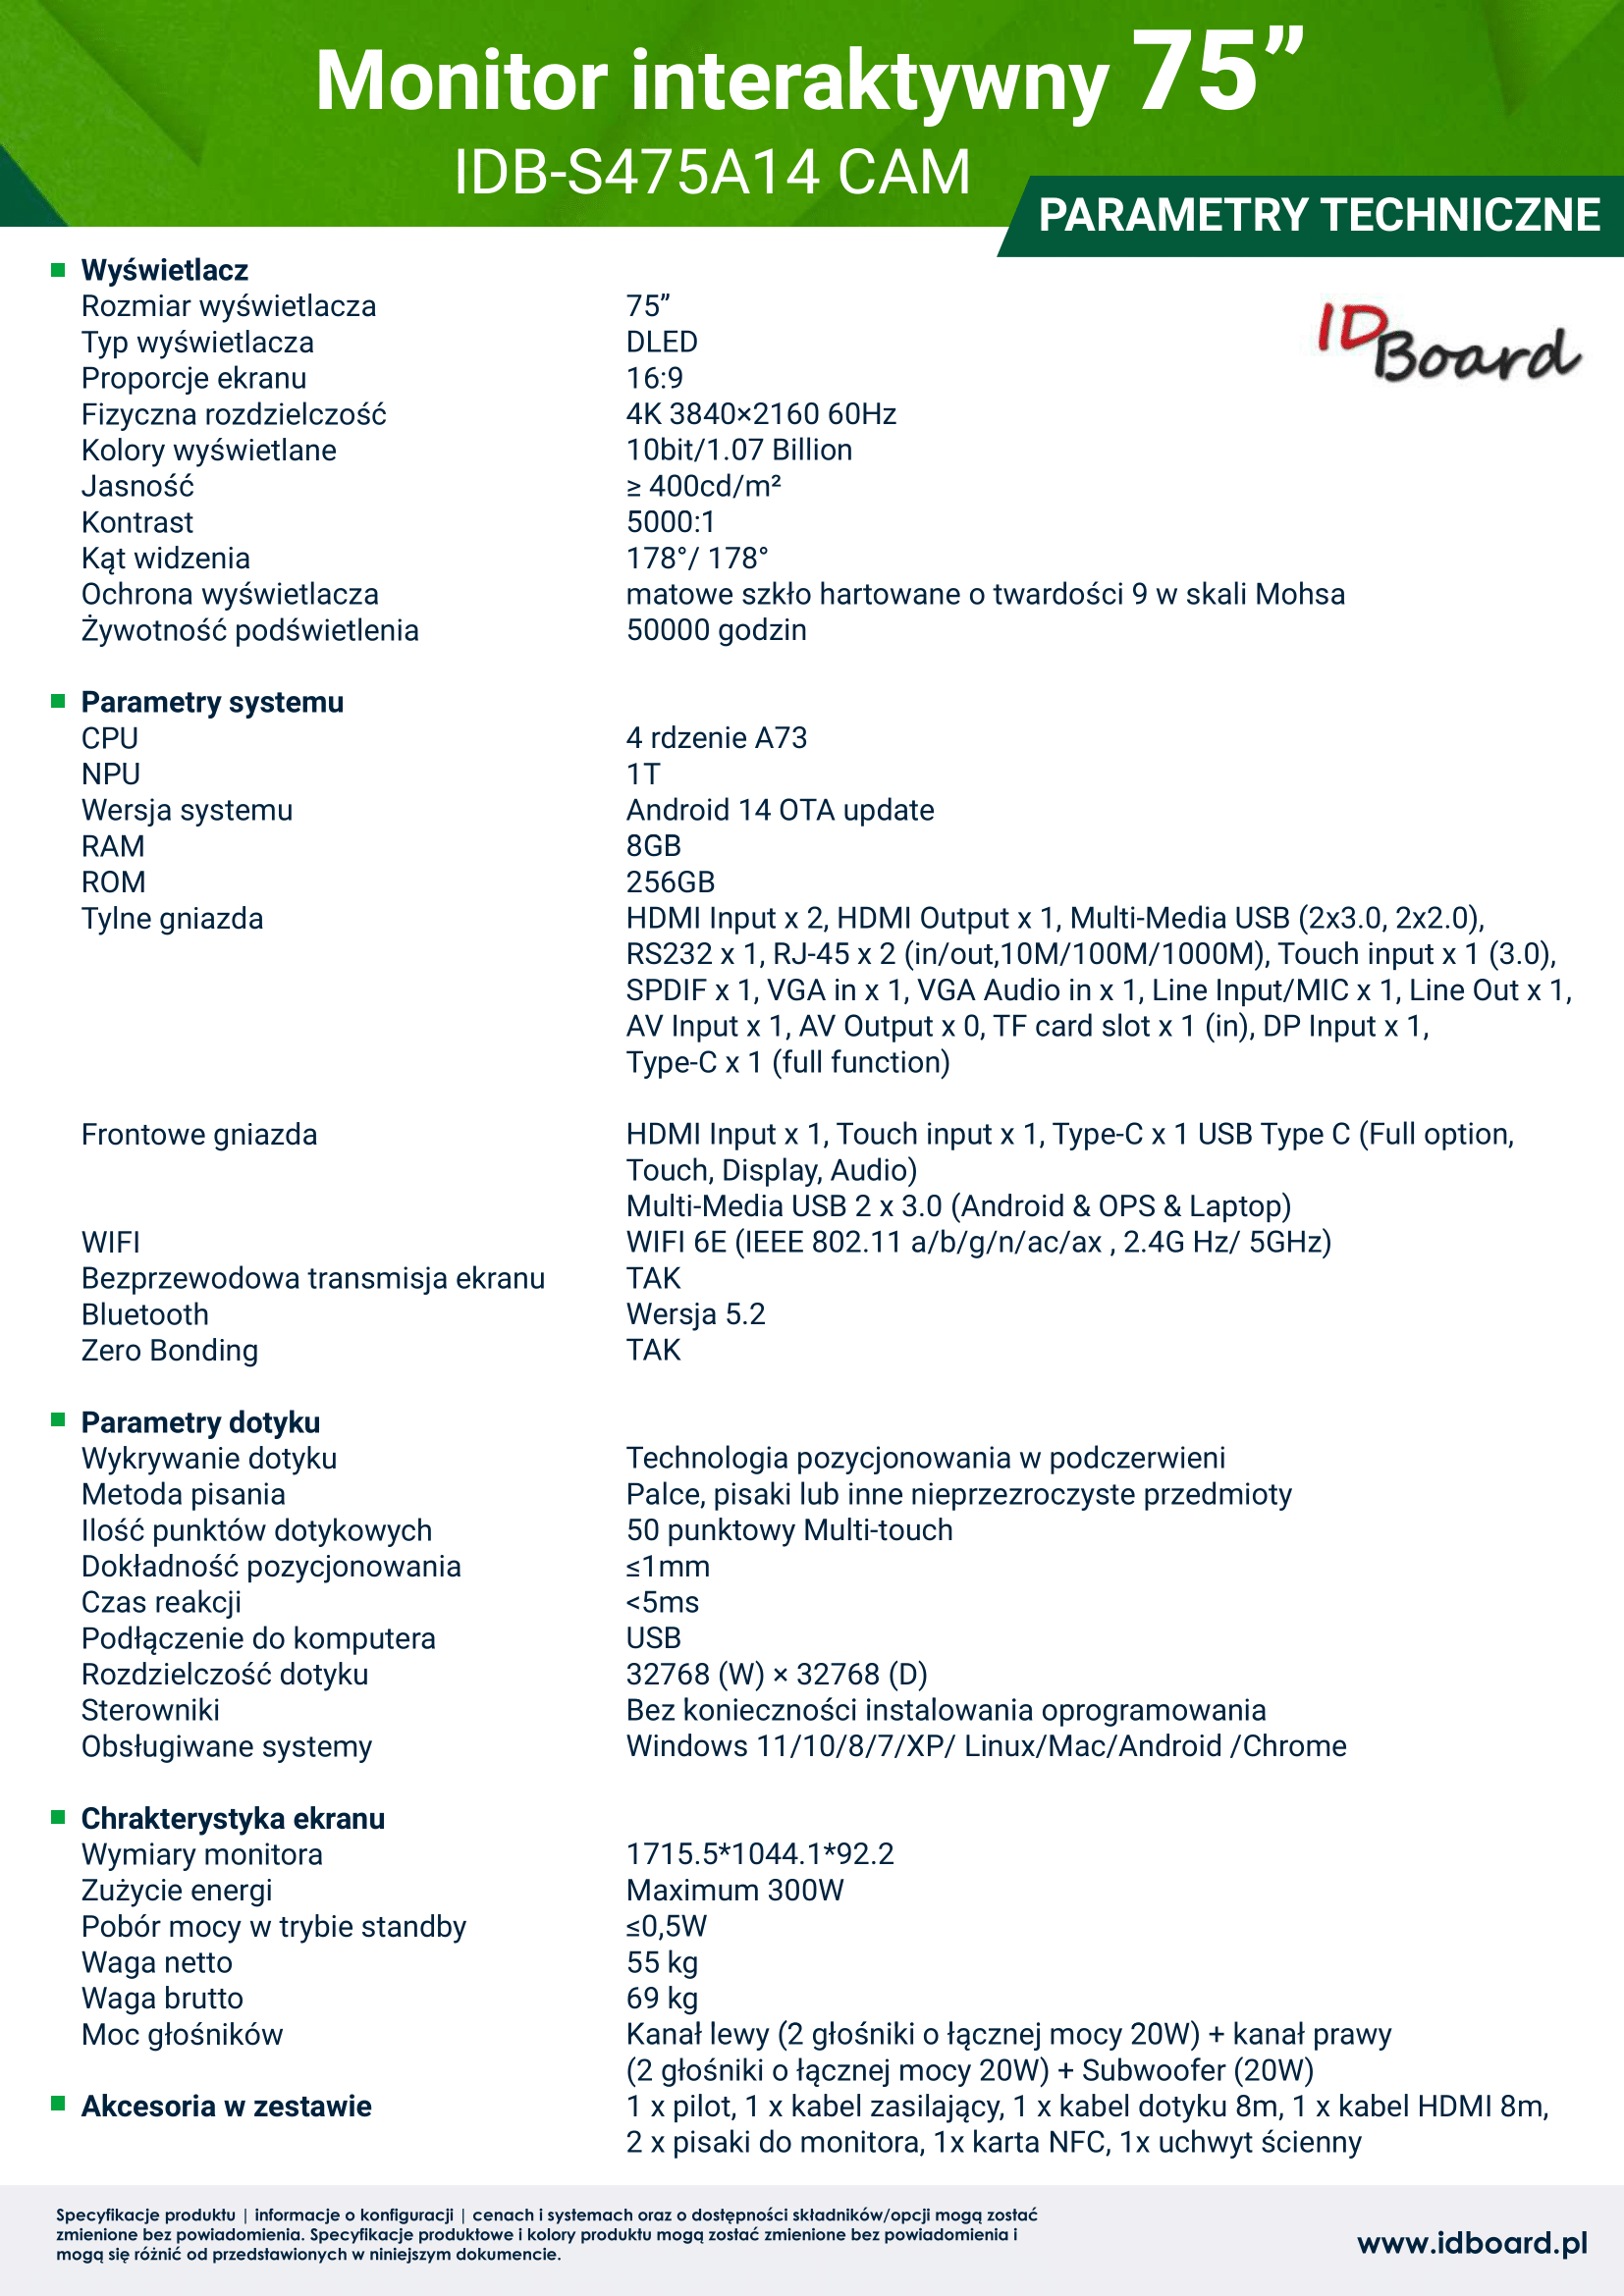 Monitor interaktywny 75”
IDB-S475A14 CAM
PARAMETRY TECHNICZNE
ID Board
Wyświetlacz
Rozmiar wyświetlacza 75”
Typ wyświetlacza DLED
Proporcje ekranu 16:9
Fizyczna rozdzielczość 4K 3840×2160 60Hz
Kolory wyświetlane 10bit/1.07 Billion
Jasność ≥ 400cd/m²
Kontrast 5000:1
Kąt widzenia 178°/ 178°
Ochrona wyświetlacza matowe szkło hartowane o twardości 9 w skali Mohsa
Żywotność podświetlenia 50000 godzin
Parametry systemu
CPU 4 rdzenie A73
NPU 1T
Wersja systemu Android 14 OTA update
RAM 8GB
ROM 256GB
Tylne gniazda HDMI Input x 2, HDMI Output x 1, Multi-Media USB (2x3.0, 2x2.0),
RS232 x 1, RJ-45 x 2 (in/out,10M/100M/1000M), Touch input x 1 (3.0),
SPDIF x 1, VGA in x 1, VGA Audio in x 1, Line Input/MIC x 1, Line Out x 1,
AV Input x 1, AV Output x 0, TF card slot x 1 (in), DP Input x 1,
Type-C x 1 (full function)
Frontowe gniazda HDMI Input x 1, Touch input x 1, Type-C x 1 USB Type C (Full option,
Touch, Display, Audio)
Multi-Media USB 2 x 3.0 (Android & OPS & Laptop)
WIFI WIFI 6E (IEEE 802.11 a/b/g/n/ac/ax , 2.4G Hz/ 5GHz)
Bezprzewodowa transmisja ekranu TAK
Bluetooth Wersja 5.2
Zero Bonding TAK
Parametry dotyku
Wykrywanie dotyku Technologia pozycjonowania w podczerwieni
Metoda pisania Palce, pisaki lub inne nieprzezroczyste przedmioty
Ilość punktów dotykowych 50 punktowy Multi-touch
Dokładność pozycjonowania ≤1mm
Czas reakcji <5ms
Podłączenie do komputera USB
Rozdzielczość dotyku 32768 (W) × 32768 (D)
Sterowniki Bez konieczności instalowania oprogramowania
Obsługiwane systemy Windows 11/10/8/7/XP/ Linux/Mac/Android /Chrome
Chrakterystyka ekranu
Wymiary monitora 1715.5*1044.1*92.2
Zużycie energi Maximum 300W
Pobór mocy w trybie standby ≤0,5W
Waga netto 55 kg
Waga brutto 69 kg
Moc głośników Kanał lewy (2 głośniki o łącznej mocy 20W) + kanał prawy
(2 głośniki o łącznej mocy 20W) + Subwoofer (20W)
Akcesoria w zestawie 1 x pilot, 1 x kabel zasilający, 1 x kabel dotyku 8m, 1 x kabel HDMI 8m,
2 x pisaki do monitora, 1x karta NFC, 1x uchwyt ścienny
Specyfikacje produktu | informacje o konfiguracji | cenach i systemach oraz o dostępności składników/opcji mogą zostać
zmienione bez powiadomienia. Specyfikacje produktowe i kolory produktu mogą zostać zmienione bez powiadomienia i
mogą się różnić od przedstawionych w niniejszym dokumencie.
www.idboard.pl